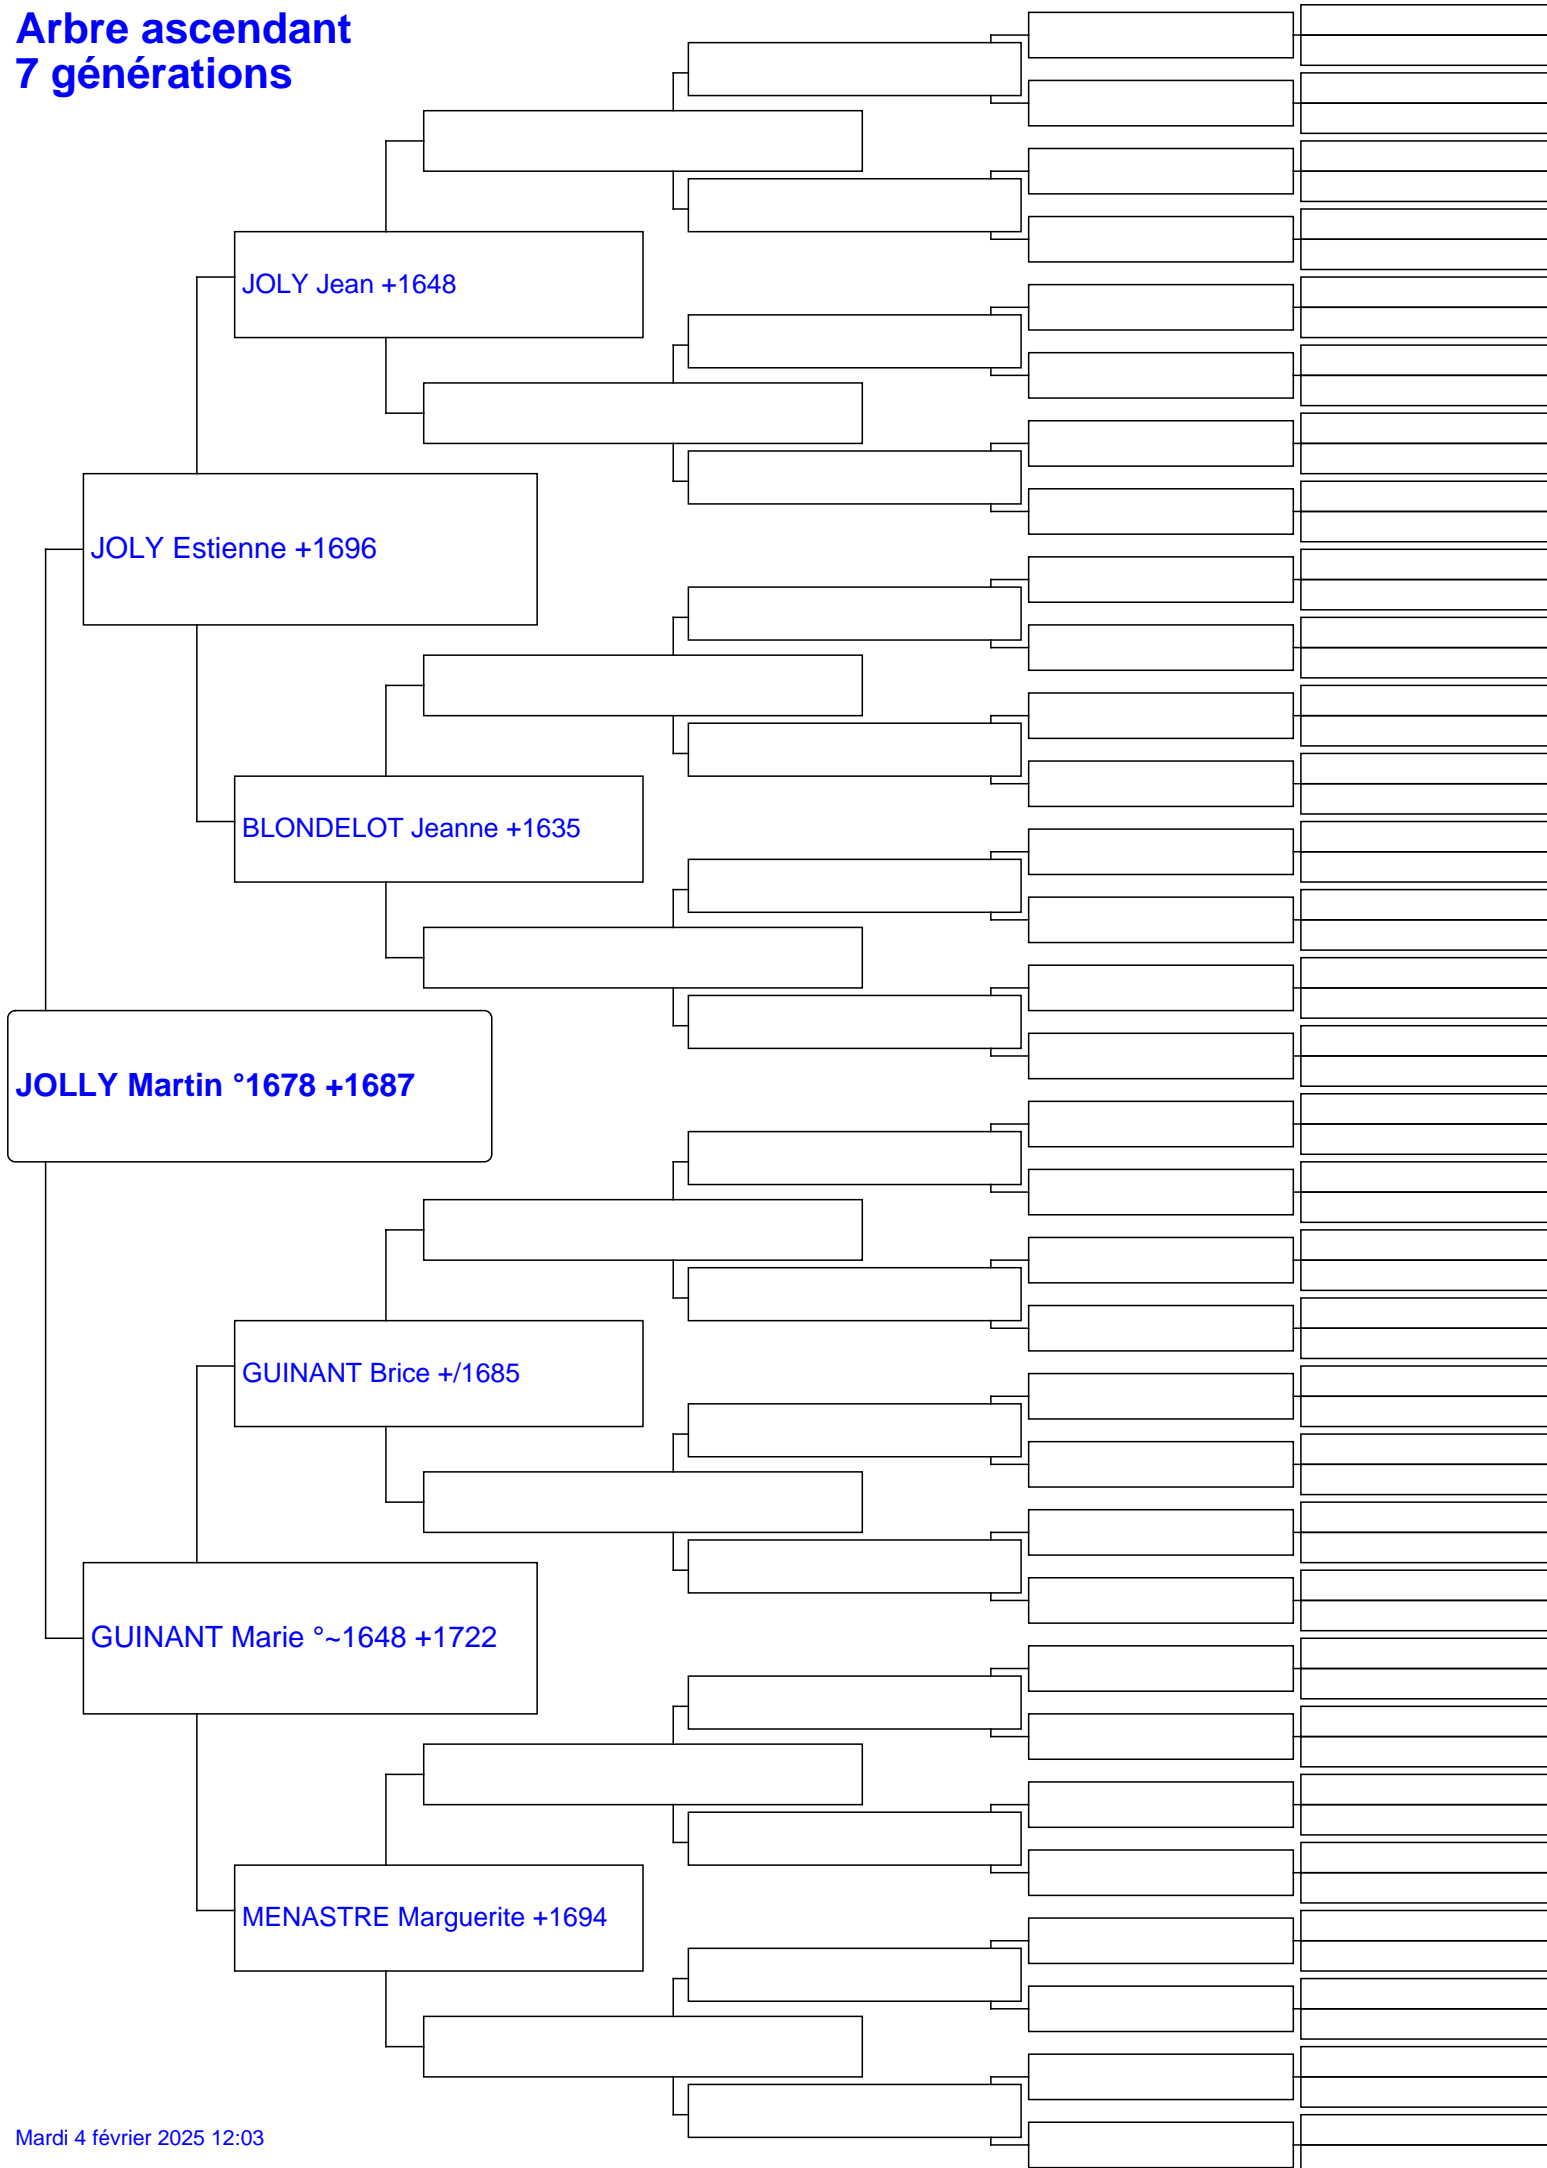 Arbre ascendant
7 générations
JOLY Jean +1648
JOLY Estienne +1696
BLONDELOT Jeanne +1635
JOLLY Martin °1678 +1687
GUINANT Brice +/1685
GUINANT Marie °~1648 +1722
MENASTRE Marguerite +1694
Mardi 4 février 2025 12:03